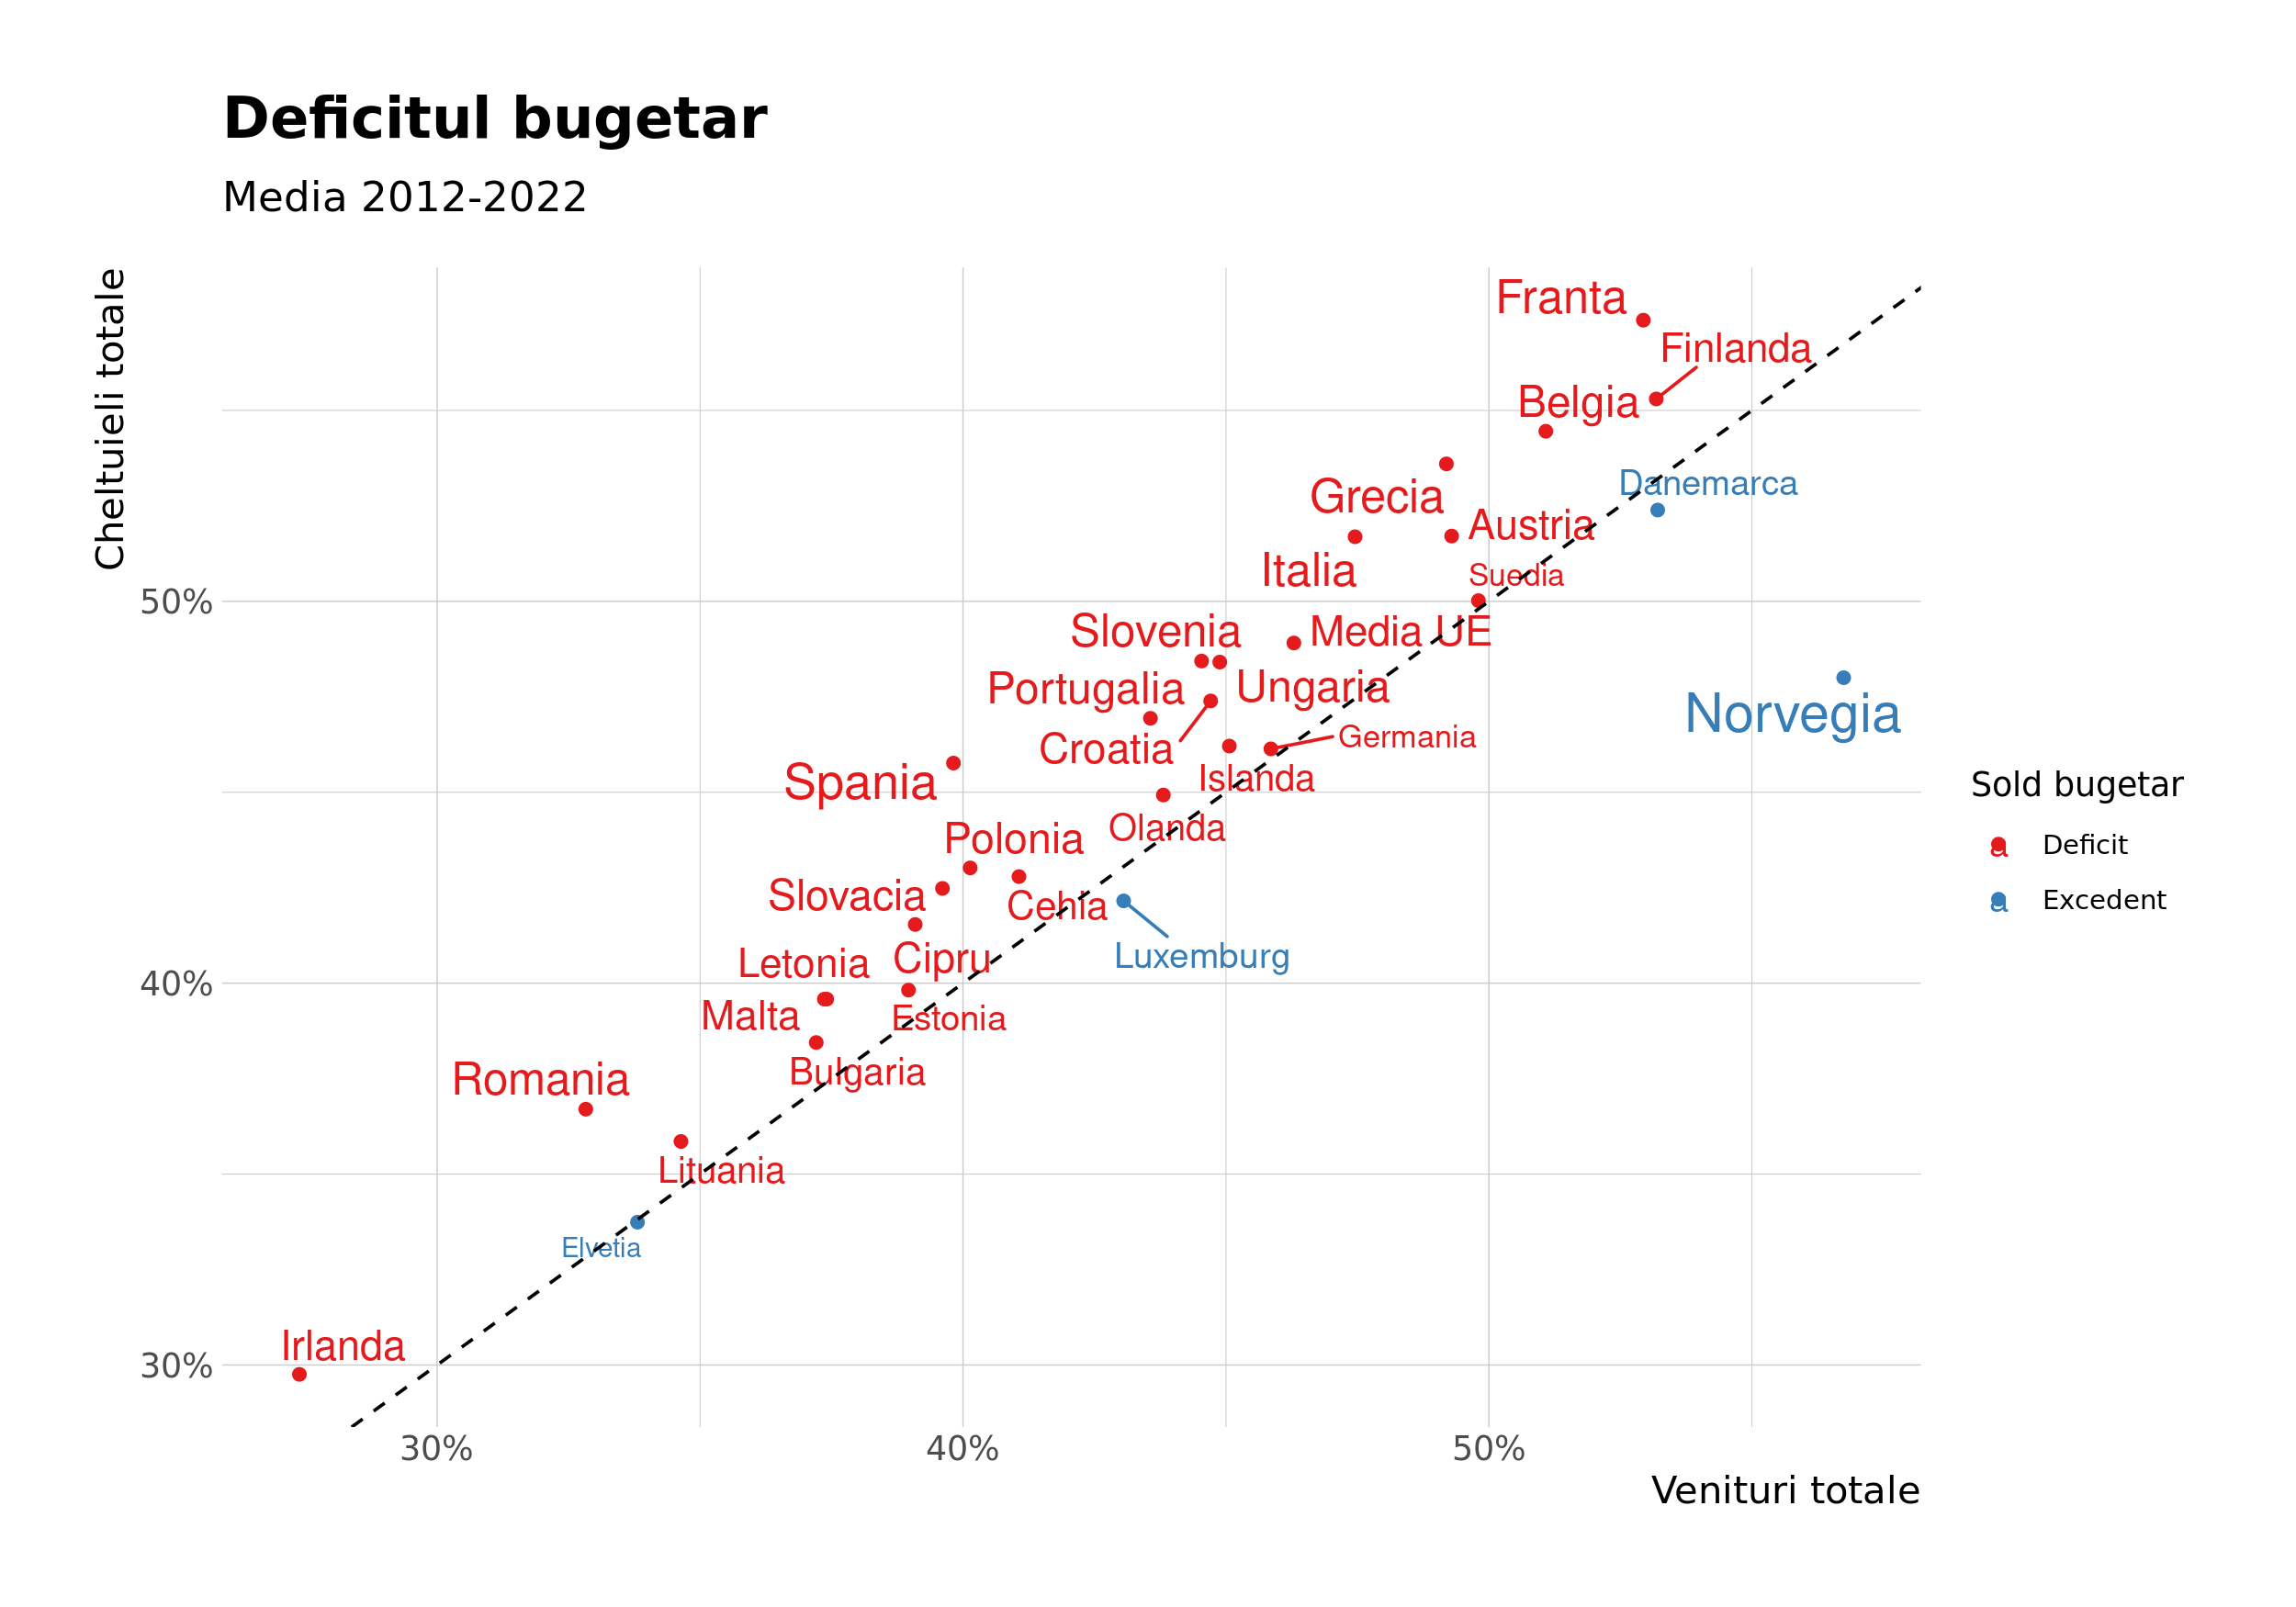 Deficitul bugetar
Media 2012-2022
Cheltuieli totale
Franta
Finlanda
Belgia
Danemarca
Grecia
Austria
Italia
Suedia
50%
Slovenia
Media UE
Portugalia
Ungaria
Norvegia
Croatia
Germania
Spania
Islanda
Olanda
Polonia
Slovacia
Cehia
Luxemburg
Cipru
Letonia
40%
Malta
Estonia
Bulgaria
Romania
Lituania
Elvetia
Irlanda
30%
30%
40%
50%
Venituri totale
Sold bugetar
a Deficit
a Excedent